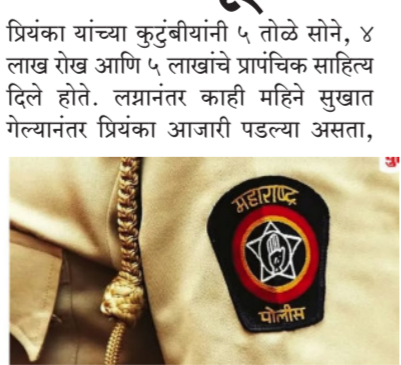 प्रियंका यांच्या कुटुंबीयांनी ५ तोळे सोने, ४
लाख रोख आणि ५ लाखांचे प्रापंचिक साहित्य
दिले होते. लग्नानंतर काही महिने सुखात
गेल्यानंतर प्रियंका आजारी पडल्या असता,
महाराष्ट्र
पोलीस